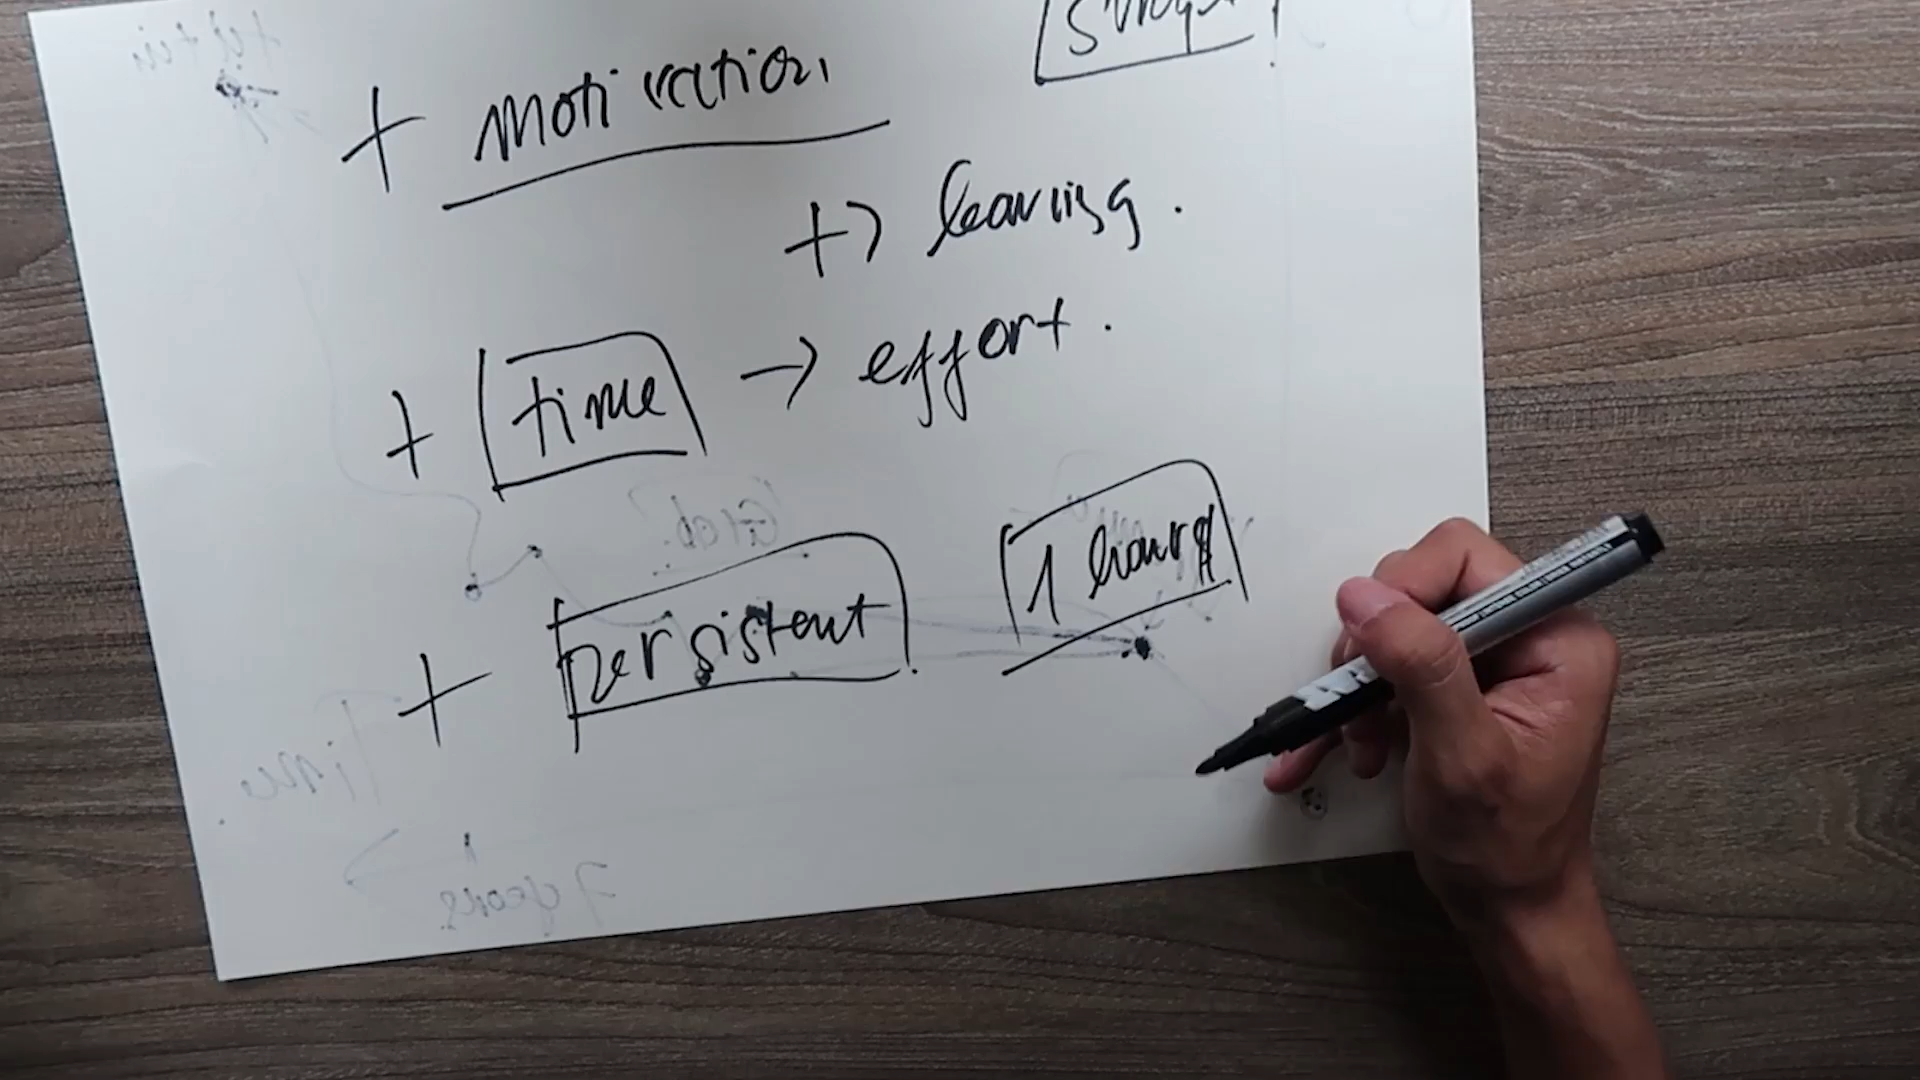 + motivation
+) learning.
+ time → effort.
+ persistent
1 hours